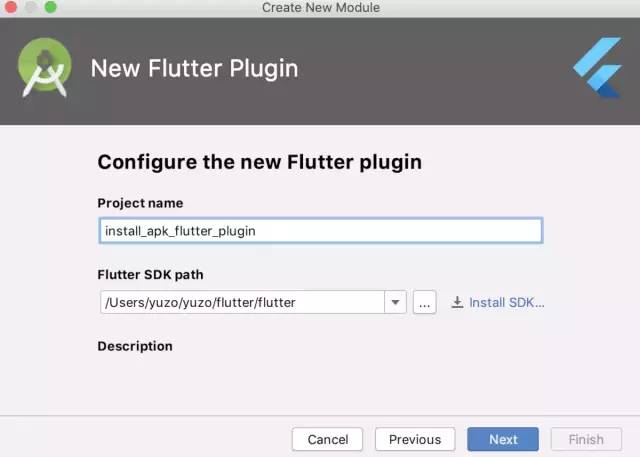 Create New Module
New Flutter Plugin
Configure the new Flutter plugin
Project name
install_apk_flutter_plugin
Flutter SDK path
/Users/yuzo/yuzo/flutter/flutter ... Install SDK...
Description
Cancel Previous Next Finish